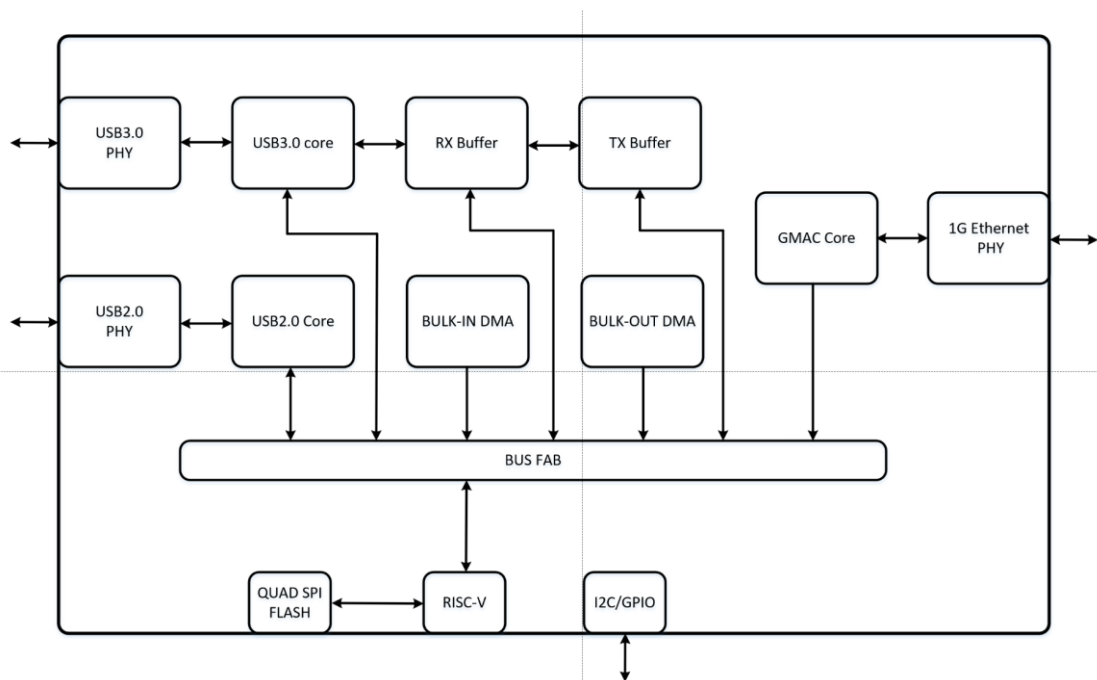 USB3.0
PHY
USB3.0 core
RX Buffer
TX Buffer
GMAC Core
1G Ethernet
PHY
USB2.0
PHY
USB2.0 Core
BULK-IN DMA
BULK-OUT DMA
BUS FAB
QUAD SPI
FLASH
RISC-V
I2C/GPIO